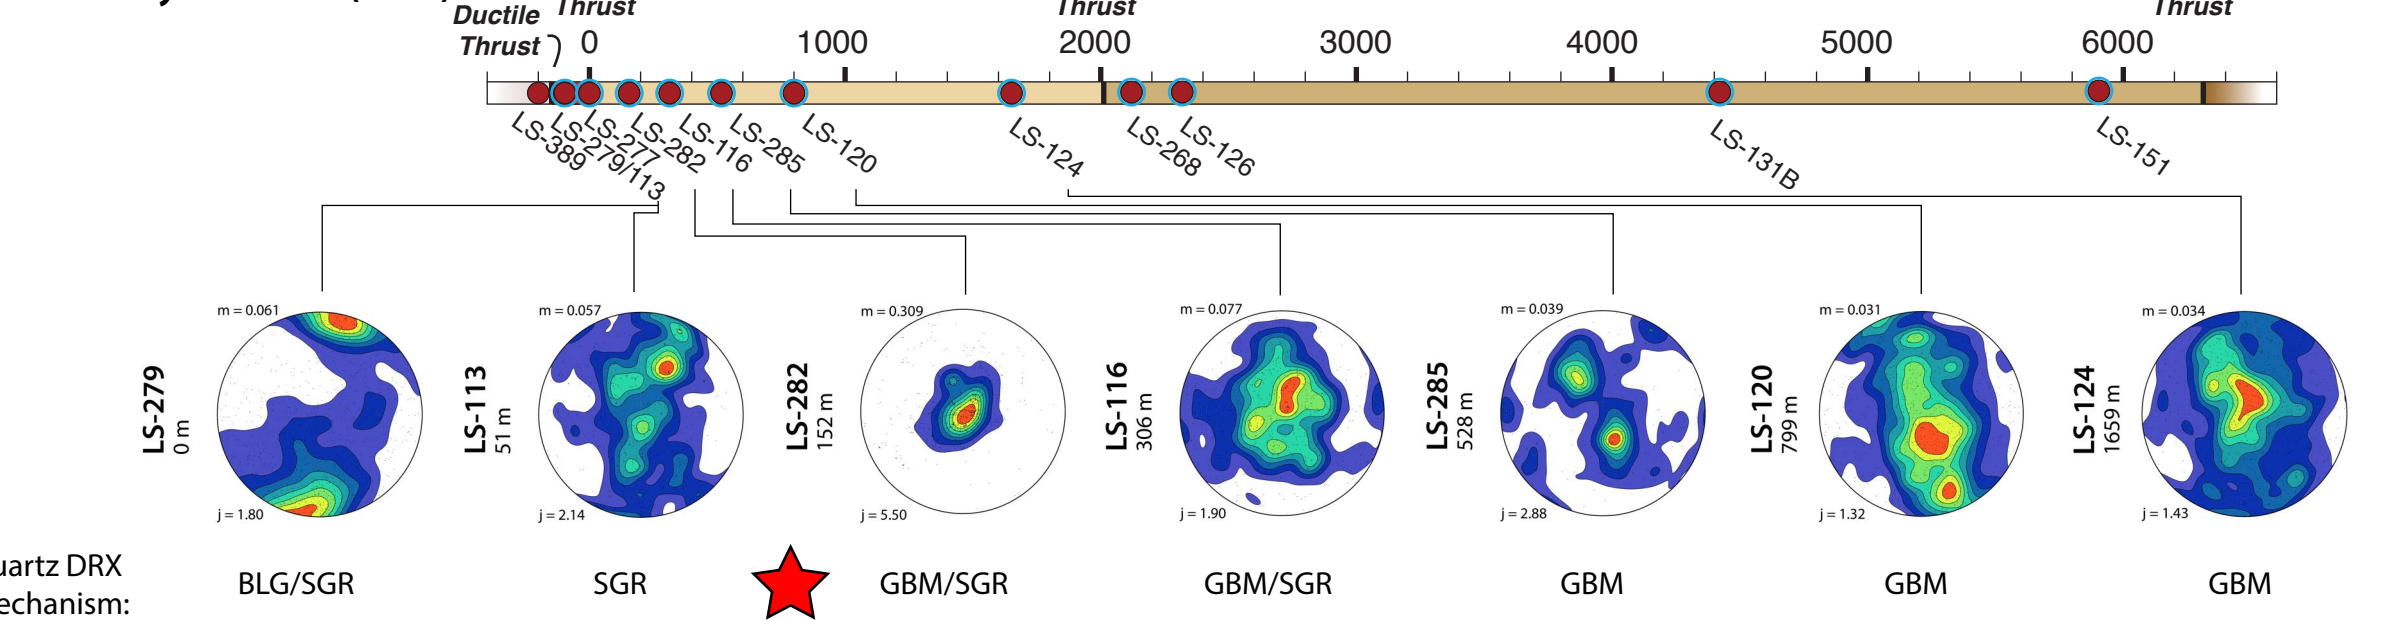 Ductile Thrust Thrust Thrust
Thrust 0 1000 2000 3000 4000 5000 6000
LS-389
LS-279/113
LS-277
LS-282
LS-116
LS-285
LS-120
LS-124
LS-268
LS-126
LS-131B
LS-151
m = 0.061 m = 0.057 m = 0.309 m = 0.077 m = 0.039 m = 0.031 m = 0.034
LS-279
0 m
LS-113
51 m
LS-282
152 m
LS-116
306 m
LS-285
528 m
LS-120
799 m
LS-124
1659 m
j = 1.80 j = 2.14 j = 5.50 j = 1.90 j = 2.88 j = 1.32 j = 1.43
uartz DRX
echanism:
BLG/SGR SGR GBM/SGR GBM/SGR GBM GBM GBM